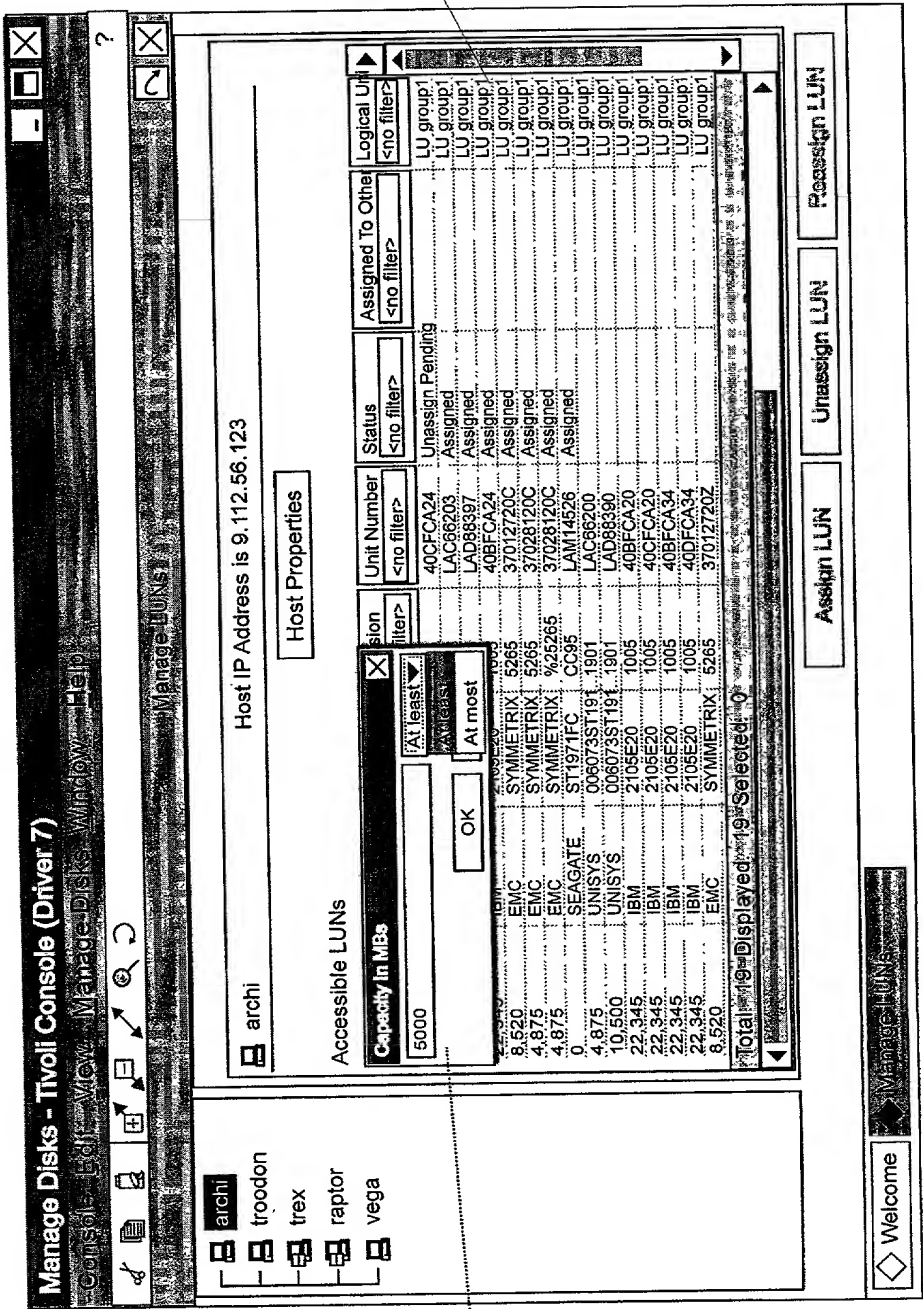 Manage Disks - Tivoli Console (Driver 7)
Console Edit View Manage Disks Window Help
?
Manage LUNs
archi
troodon
trex
raptor
vega
archi
Host IP Address is 9.112.56.123
Host Properties
Accessible LUNs
Unit Number Status Assigned To Other Logical Uni
<no filter> <no filter> <no filter> <no filter>
Capacity In MBs
5000
At least
At least
At most
OK
40CFCA24 Unassign Pending LU group1
LAC66203 Assigned LU group1
LAD88397 Assigned LU group1
40BFCA24 Assigned LU group1
8,520 EMC SYMMETRIX 5265 37012720C Assigned LU group1
4,875 EMC SYMMETRIX 5265 37028120C Assigned LU group1
4,875 EMC SYMMETRIX %25265 37028120C Assigned LU group1
0 SEAGATE ST1971FC CC95 LAM14526 Assigned LU group1
4,875 UNISYS 006073ST191 1901 LAC66200 LU group1
10,500 UNISYS 006073ST191 1901 LAD88390 LU group1
22,345 IBM 2105E20 1005 40BFCA20 LU group1
22,345 IBM 2105E20 1005 40CFCA20 LU group1
22,345 IBM 2105E20 1005 40BFCA34 LU group1
22,345 IBM 2105E20 1005 40DFCA34 LU group1
8,520 EMC SYMMETRIX 5265 37012720Z LU group1
Total: 19 Displayed: 19 Selected: 0
Assign LUN Unassign LUN Reassign LUN
Welcome Manage LUNs